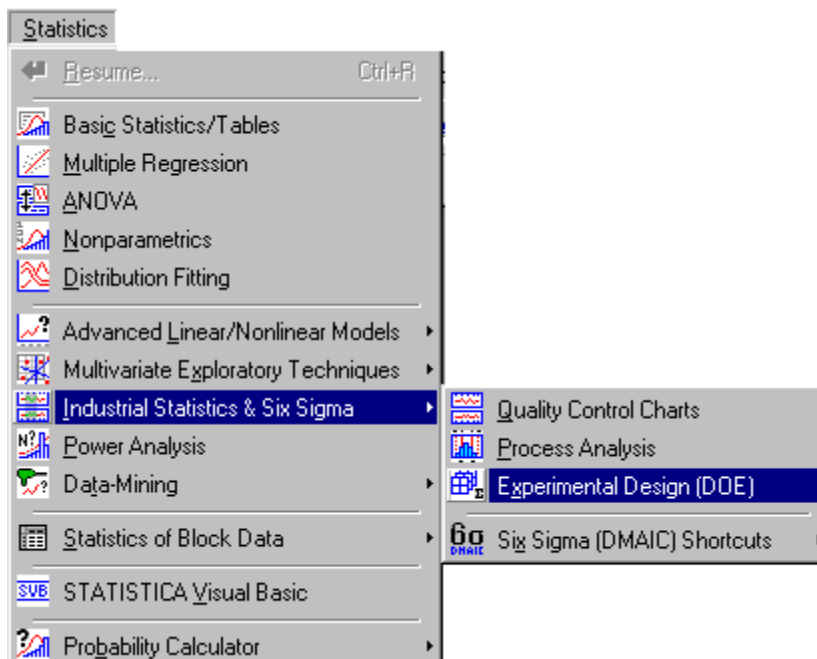 Statistics
Resume... Ctrl+R
Basic Statistics/Tables
Multiple Regression
ANOVA
Nonparametrics
Distribution Fitting
Advanced Linear/Nonlinear Models
Multivariate Exploratory Techniques
Industrial Statistics & Six Sigma
Power Analysis
Data-Mining
Statistics of Block Data
SVB STATISTICA Visual Basic
Probability Calculator
Quality Control Charts
Process Analysis
Experimental Design (DOE)
6σ DMAIC Six Sigma (DMAIC) Shortcuts